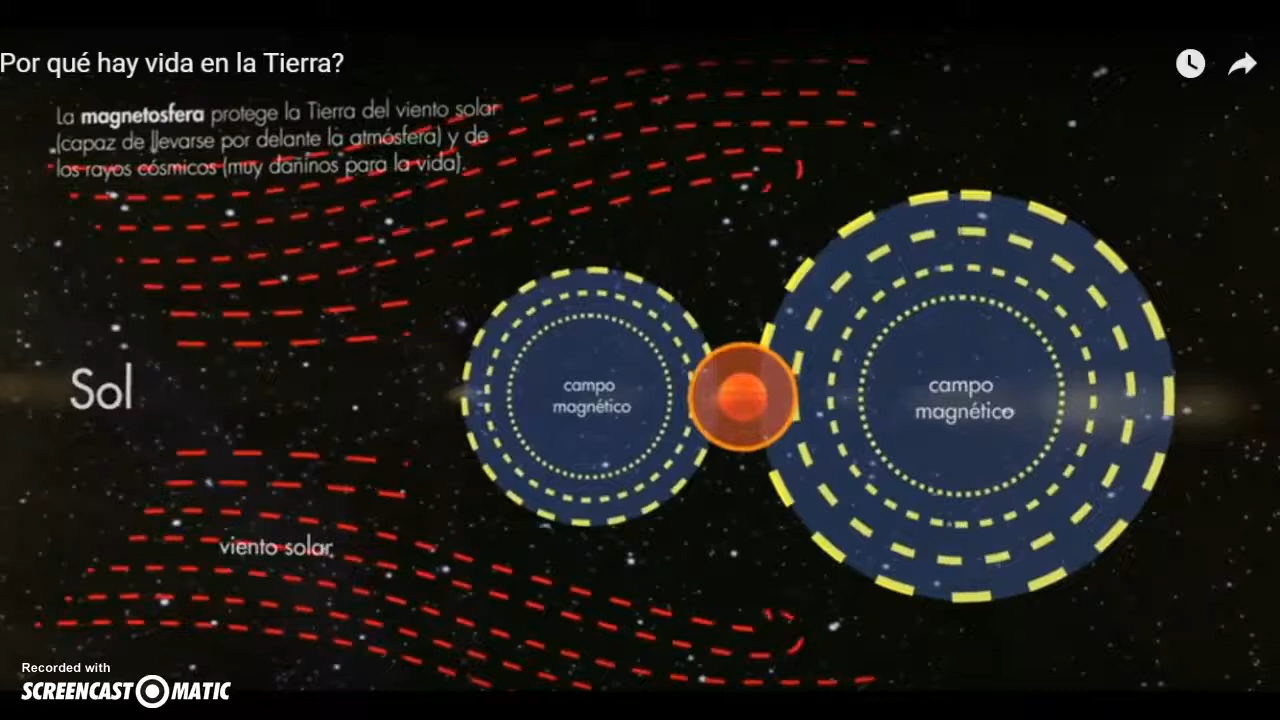 Por qué hay vida en la Tierra?
La magnetosfera protege la Tierra del viento solar
(capaz de llevarse por delante la atmósfera) y de
los rayos cósmicos (muy dañinos para la vida).
Sol
campo
magnético
campo
magnético
viento solar
Recorded with
SCREENCAST-O-MATIC